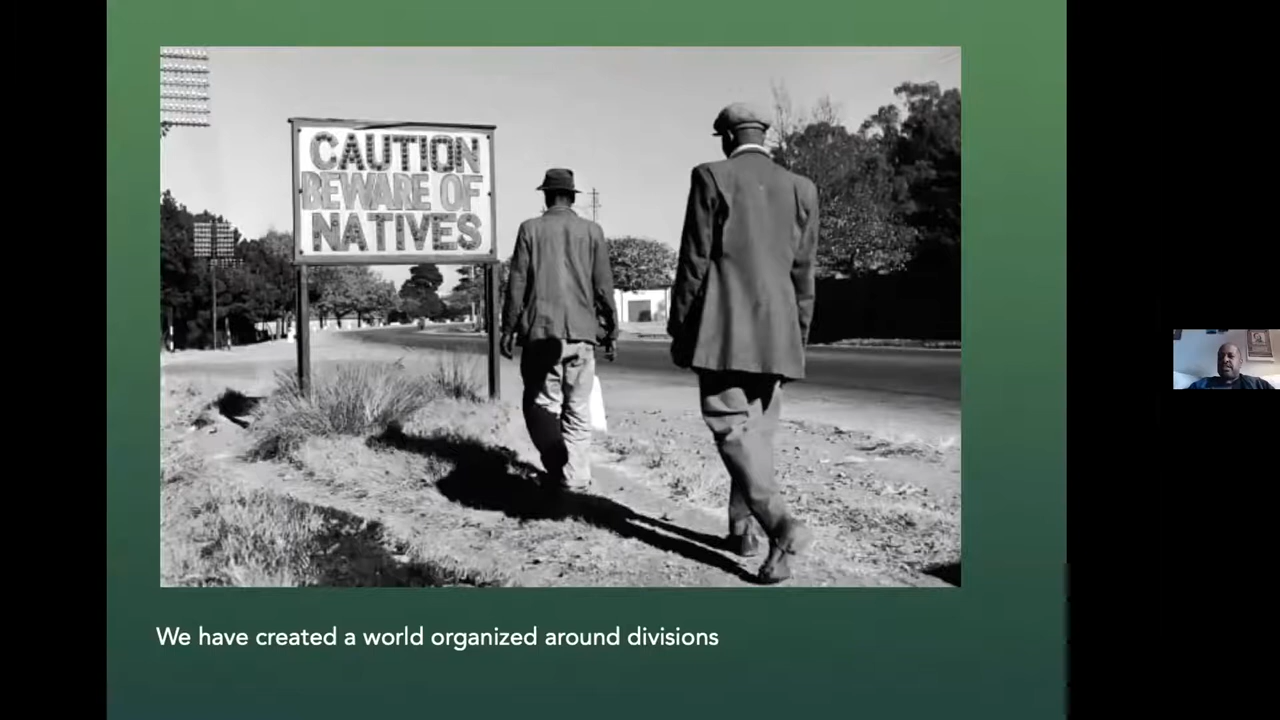 CAUTION
BEWARE OF
NATIVES
We have created a world organized around divisions